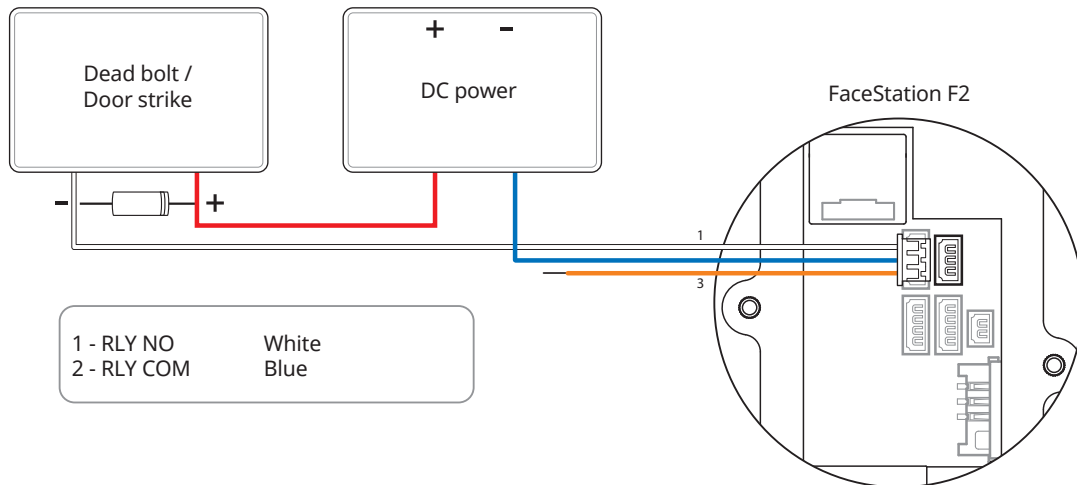 Dead bolt /
Door strike
+ −
DC power
FaceStation F2
- +
1
3
1 - RLY NO White
2 - RLY COM Blue